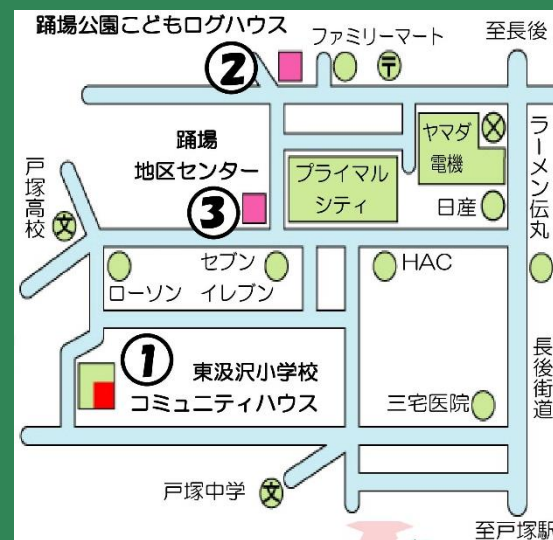 踊場公園こどもログハウス
ファミリーマート
至長後
②
〒
踊場
地区センター
③
プライマル
シティ
ヤマダ
電機
日産
ラーメン伝丸
戸塚高校
文
ローソン
セブン
イレブン
HAC
①
東汲沢小学校
コミュニティハウス
三宅医院
長後街道
戸塚中学
文
至戸塚駅